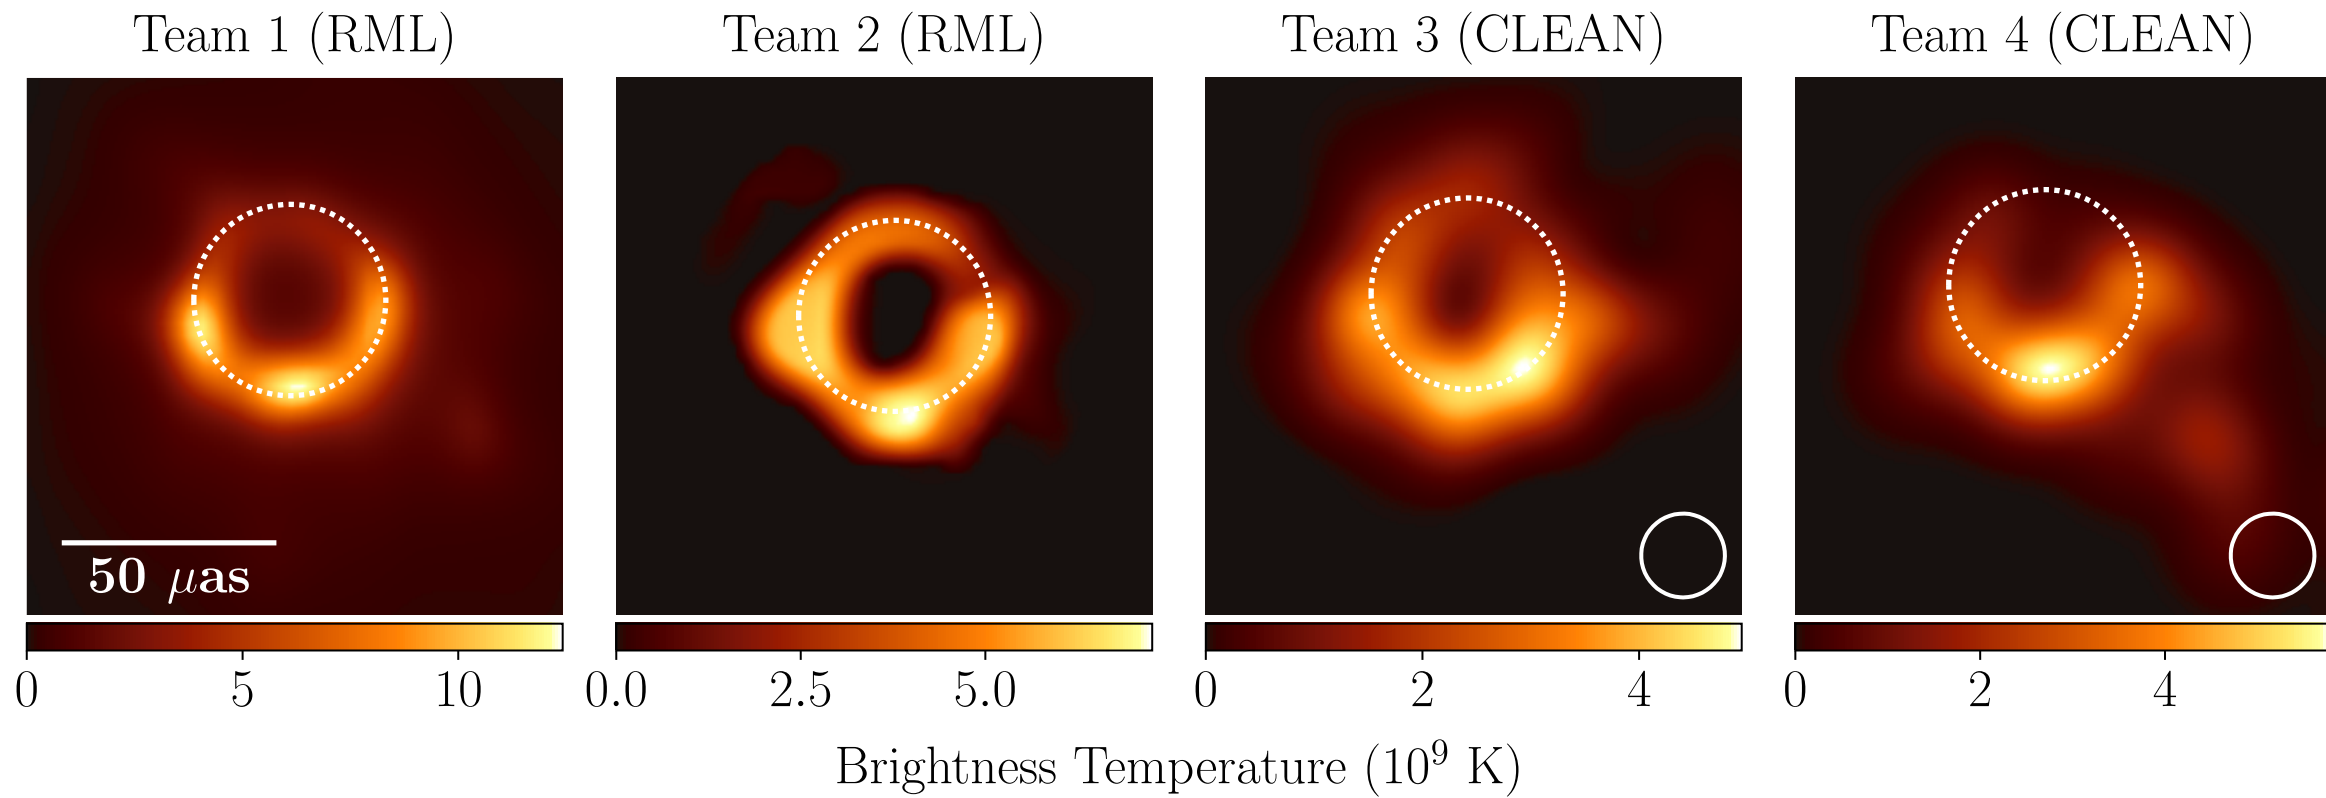 Team 1 (RML) Team 2 (RML) Team 3 (CLEAN) Team 4 (CLEAN)
50 μas
0 5 10 0.0 2.5 5.0 0 2 4 0 2 4
Brightness Temperature (10⁹ K)